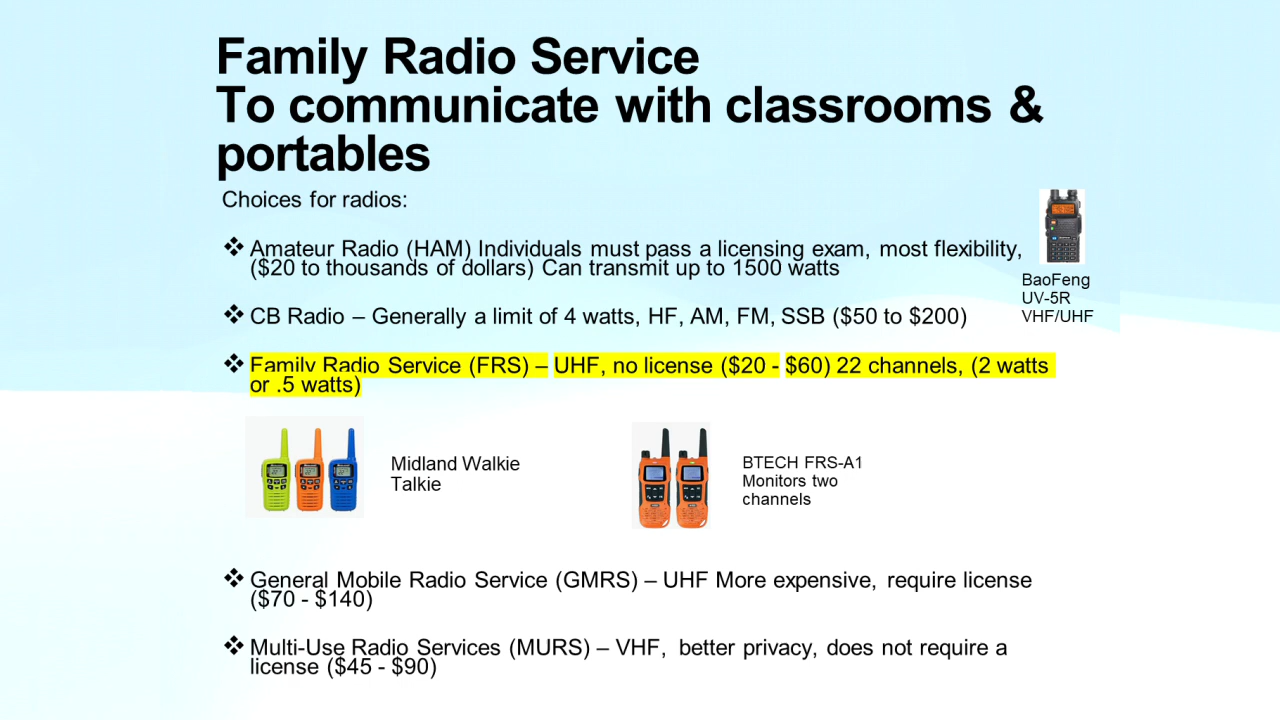 Family Radio Service
To communicate with classrooms &
portables
Choices for radios:
❖ Amateur Radio (HAM) Individuals must pass a licensing exam, most flexibility,
($20 to thousands of dollars) Can transmit up to 1500 watts
BaoFeng
UV-5R
VHF/UHF
❖ CB Radio – Generally a limit of 4 watts, HF, AM, FM, SSB ($50 to $200)
❖ Family Radio Service (FRS) – UHF, no license ($20 - $60) 22 channels, (2 watts
or .5 watts)
Midland Walkie
Talkie
BTECH FRS-A1
Monitors two
channels
❖ General Mobile Radio Service (GMRS) – UHF More expensive, require license
($70 - $140)
❖ Multi-Use Radio Services (MURS) – VHF, better privacy, does not require a
license ($45 - $90)